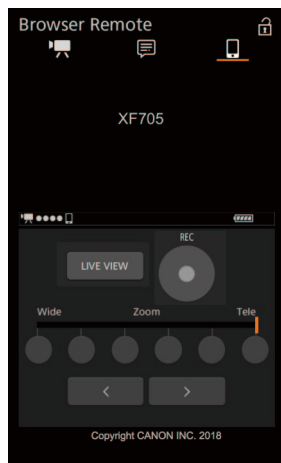 Browser Remote
XF705
REC
LIVE VIEW
Wide Zoom Tele
< >
Copyright CANON INC. 2018